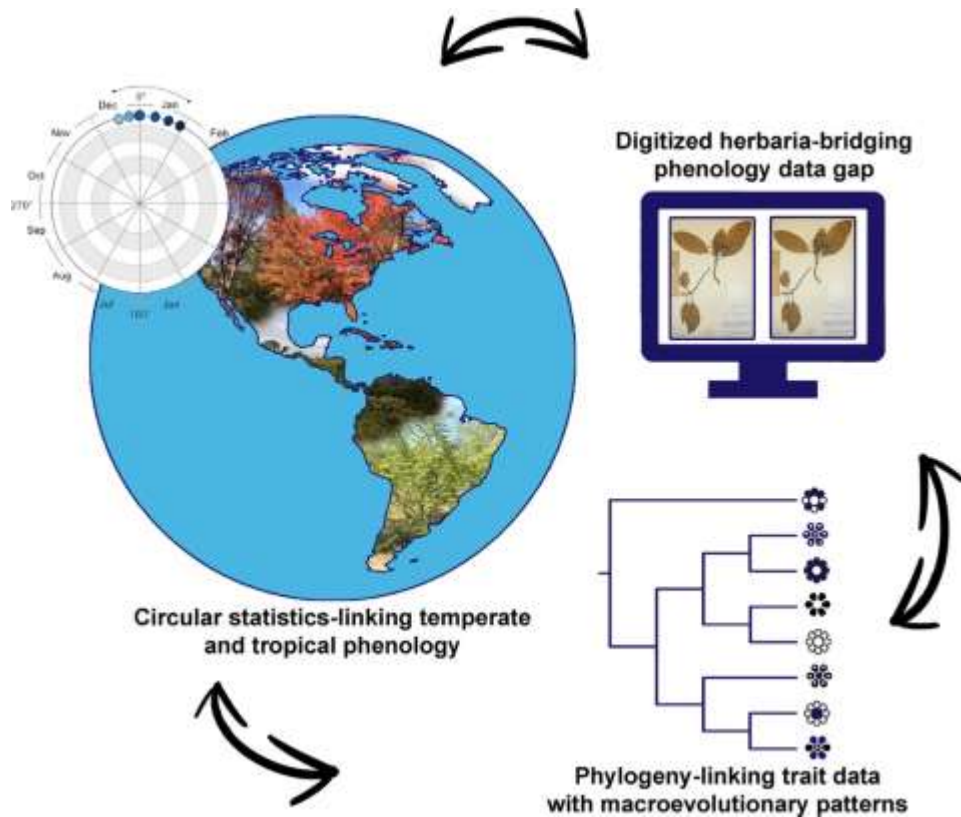 0°
Dec
Jan
Nov
Feb
Oct
270°
Sep
Aug
Jul
Jun
180°
Digitized herbaria-bridging
phenology data gap
Circular statistics-linking temperate
and tropical phenology
Phylogeny-linking trait data
with macroevolutionary patterns